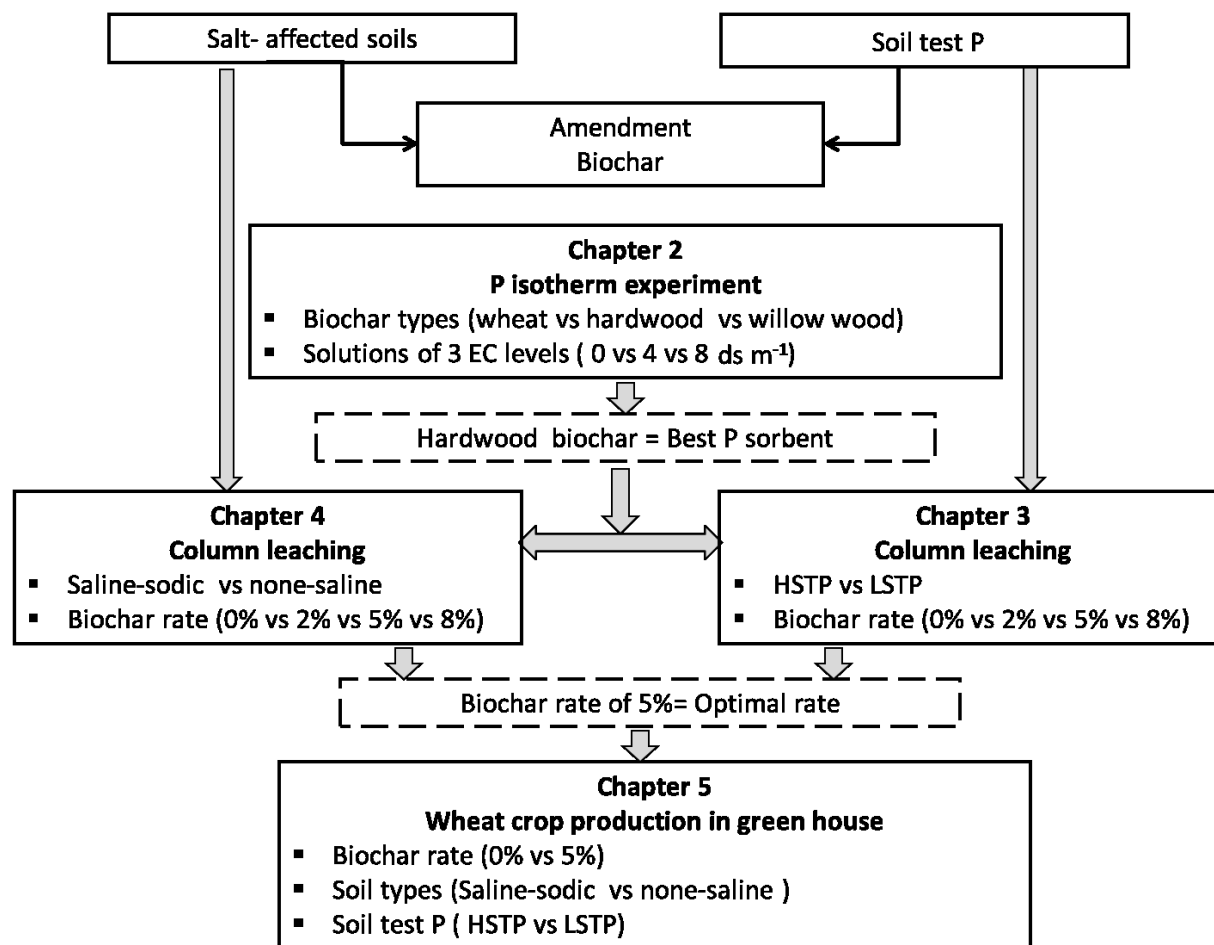 Salt- affected soils
Soil test P
Amendment
Biochar
Chapter 2
P isotherm experiment
▪ Biochar types (wheat vs hardwood vs willow wood)
▪ Solutions of 3 EC levels ( 0 vs 4 vs 8 ds m⁻¹)
Hardwood biochar = Best P sorbent
Chapter 4
Column leaching
▪ Saline-sodic vs none-saline
▪ Biochar rate (0% vs 2% vs 5% vs 8%)
Chapter 3
Column leaching
▪ HSTP vs LSTP
▪ Biochar rate (0% vs 2% vs 5% vs 8%)
Biochar rate of 5%= Optimal rate
Chapter 5
Wheat crop production in green house
▪ Biochar rate (0% vs 5%)
▪ Soil types (Saline-sodic vs none-saline )
▪ Soil test P ( HSTP vs LSTP)